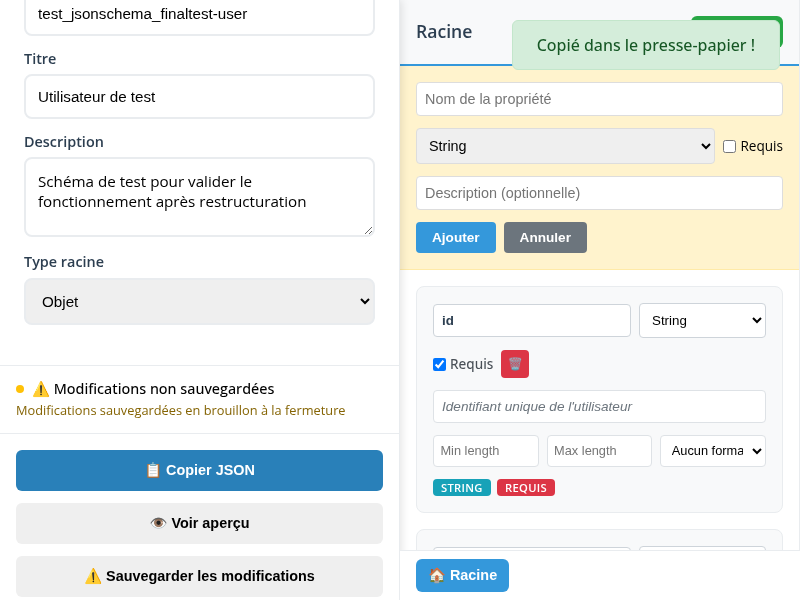 test_jsonschema_finaltest-user
Titre
Utilisateur de test
Description
Schéma de test pour valider le
fonctionnement après restructuration
Type racine
Objet
⚠️ Modifications non sauvegardées
Modifications sauvegardées en brouillon à la fermeture
📋 Copier JSON
👁️ Voir aperçu
⚠️ Sauvegarder les modifications
Racine
Copié dans le presse-papier !
Nom de la propriété
String
Requis
Description (optionnelle)
Ajouter
Annuler
id
String
Requis
Identifiant unique de l'utilisateur
Min length
Max length
Aucun forma
STRING
REQUIS
🏠 Racine